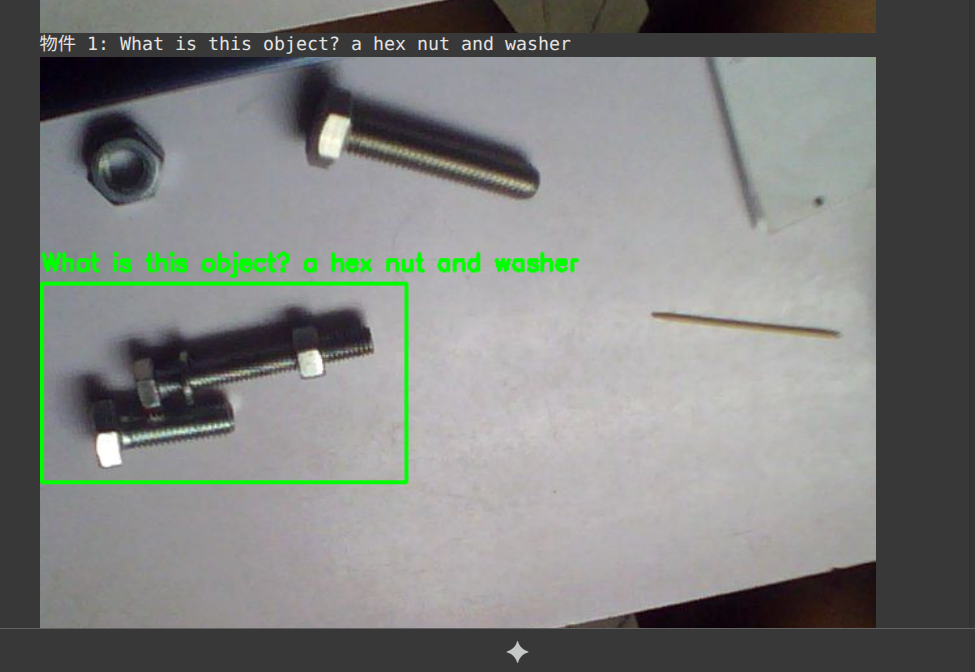 物件 1: What is this object? a hex nut and washer
What is this object? a hex nut and washer